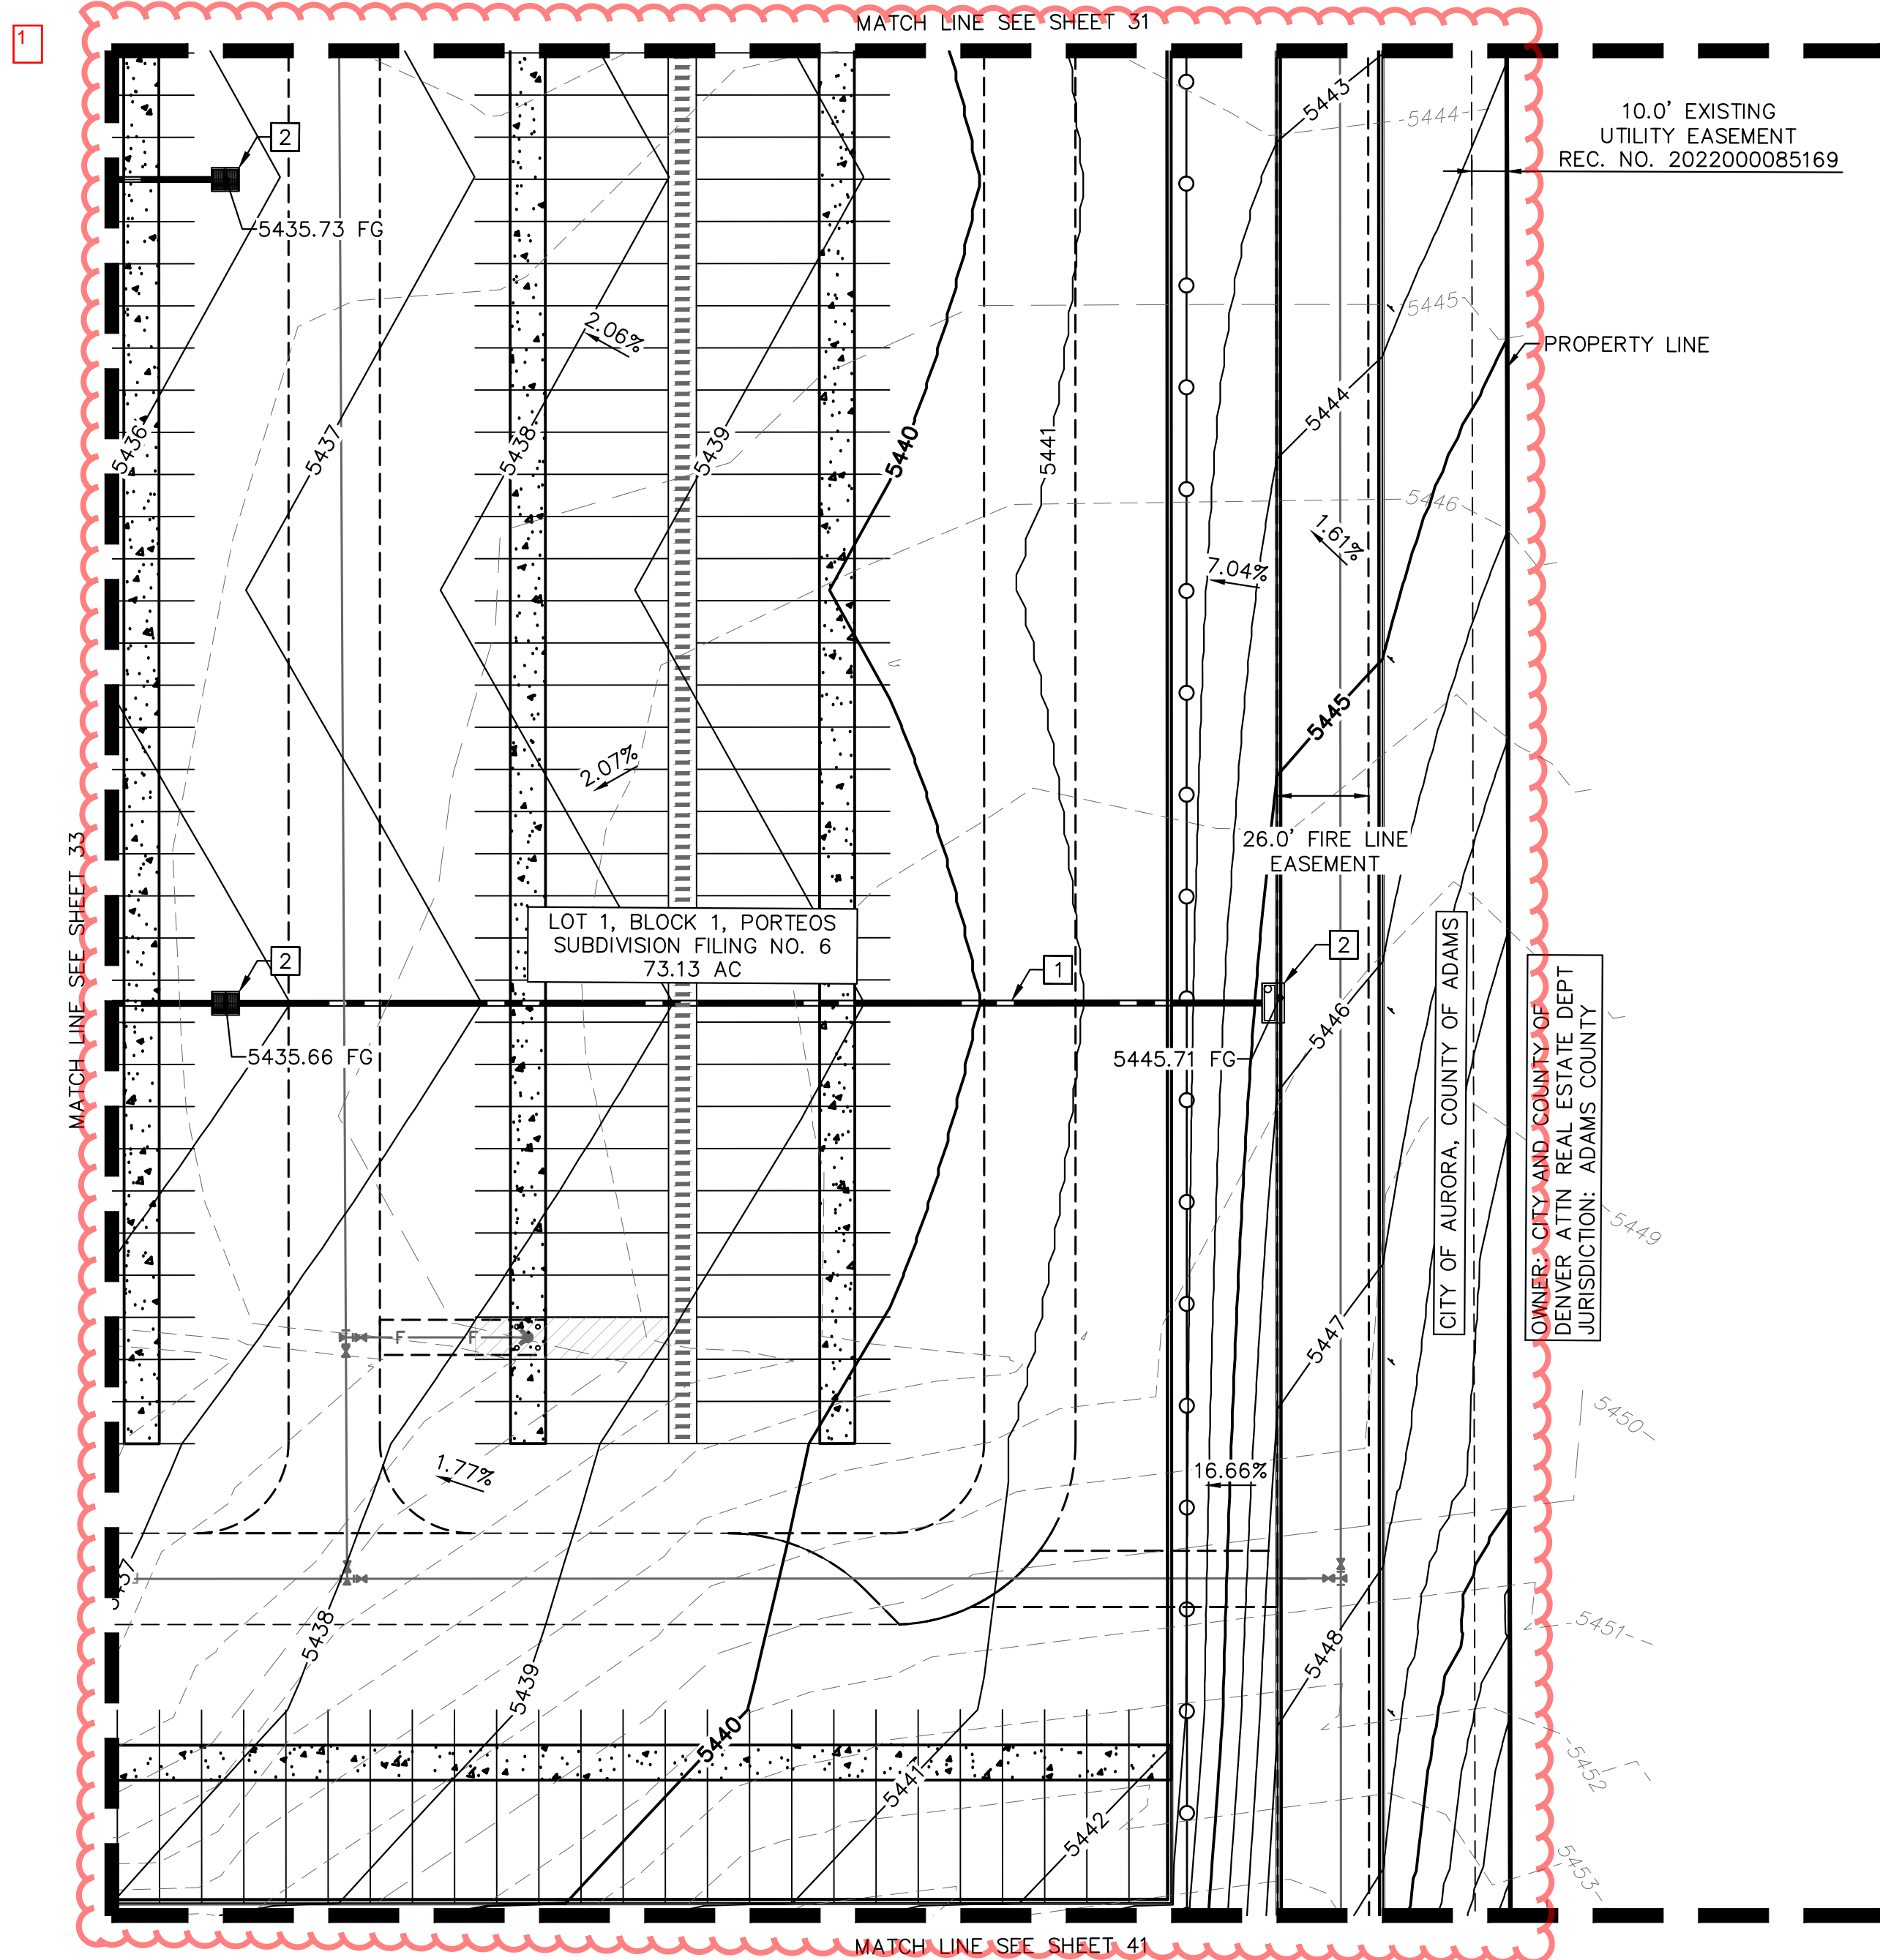 1
MATCH LINE SEE SHEET 31
5443
5444
10.0' EXISTING
UTILITY EASEMENT
REC. NO. 2022000085169
2
5435.73 FG
5445
PROPERTY LINE
2.06%
5444
5436
5437
5438
5439
5440
5441
5446
1.61%
7.04%
5445
2.07%
26.0' FIRE LINE
EASEMENT
MATCH LINE SEE SHEET 33
LOT 1, BLOCK 1, PORTEOS
SUBDIVISION FILING NO. 6
73.13 AC
2
1
2
5446
5435.66 FG
5445.71 FG
CITY OF AURORA, COUNTY OF ADAMS
OWNER: CITY AND COUNTY OF
DENVER ATTN REAL ESTATE DEPT
JURISDICTION: ADAMS COUNTY
5449
F
F
5447
5450
1.77%
16.66%
5438
5439
5448
5451
5440
5441
5442
5452
5453
MATCH LINE SEE SHEET 41